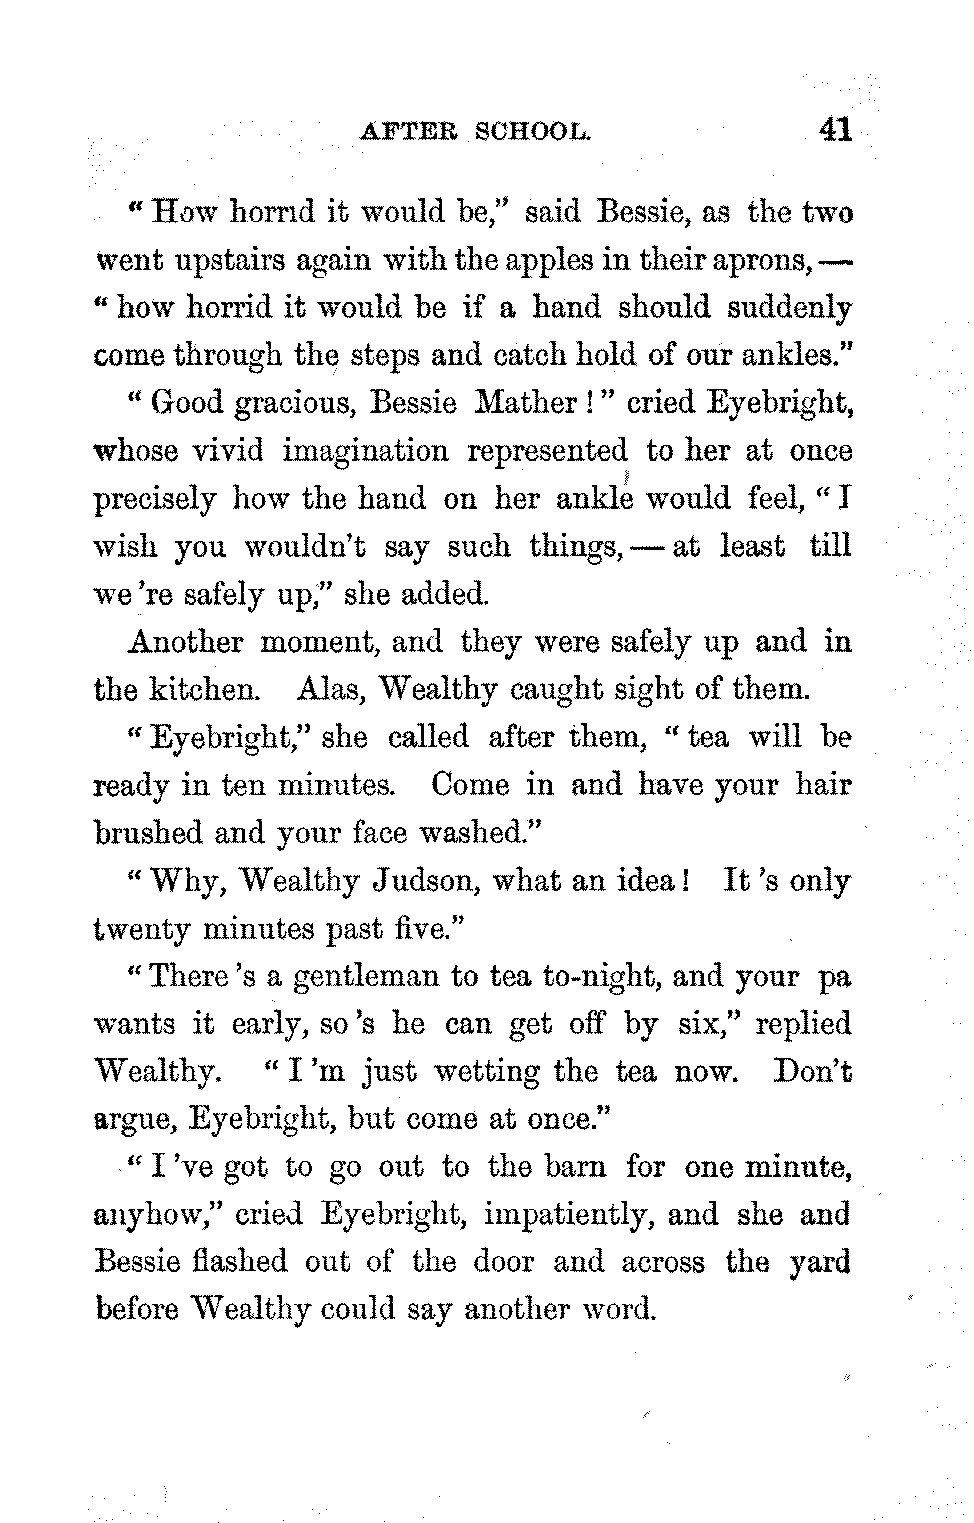 AFTER SCHOOL. 41
“ How horrid it would be,” said Bessie, as the two
went upstairs again with the apples in their aprons, —
“ how horrid it would be if a hand should suddenly
come through the steps and catch hold of our ankles.”
“ Good gracious, Bessie Mather ! ” cried Eyebright,
whose vivid imagination represented to her at once
precisely how the hand on her ankle would feel, “ I
wish you wouldn't say such things, — at least till
we 're safely up,” she added.
Another moment, and they were safely up and in
the kitchen. Alas, Wealthy caught sight of them.
“ Eyebright,” she called after them, “ tea will be
ready in ten minutes. Come in and have your hair
brushed and your face washed.”
“ Why, Wealthy Judson, what an idea ! It 's only
twenty minutes past five.”
“ There 's a gentleman to tea to-night, and your pa
wants it early, so 's he can get off by six,” replied
Wealthy. “ I 'm just wetting the tea now. Don't
argue, Eyebright, but come at once.”
“ I 've got to go out to the barn for one minute,
anyhow,” cried Eyebright, impatiently, and she and
Bessie flashed out of the door and across the yard
before Wealthy could say another word.